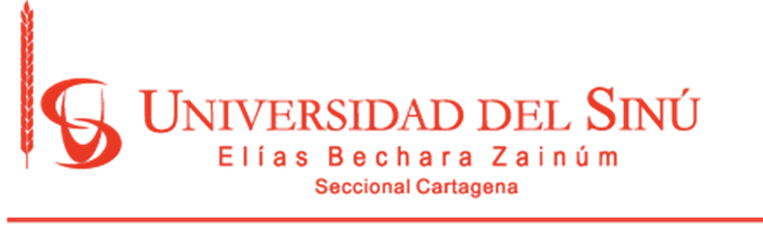 UNIVERSIDAD DEL SINÚ
Elías Bechara Zainúm
Seccional Cartagena